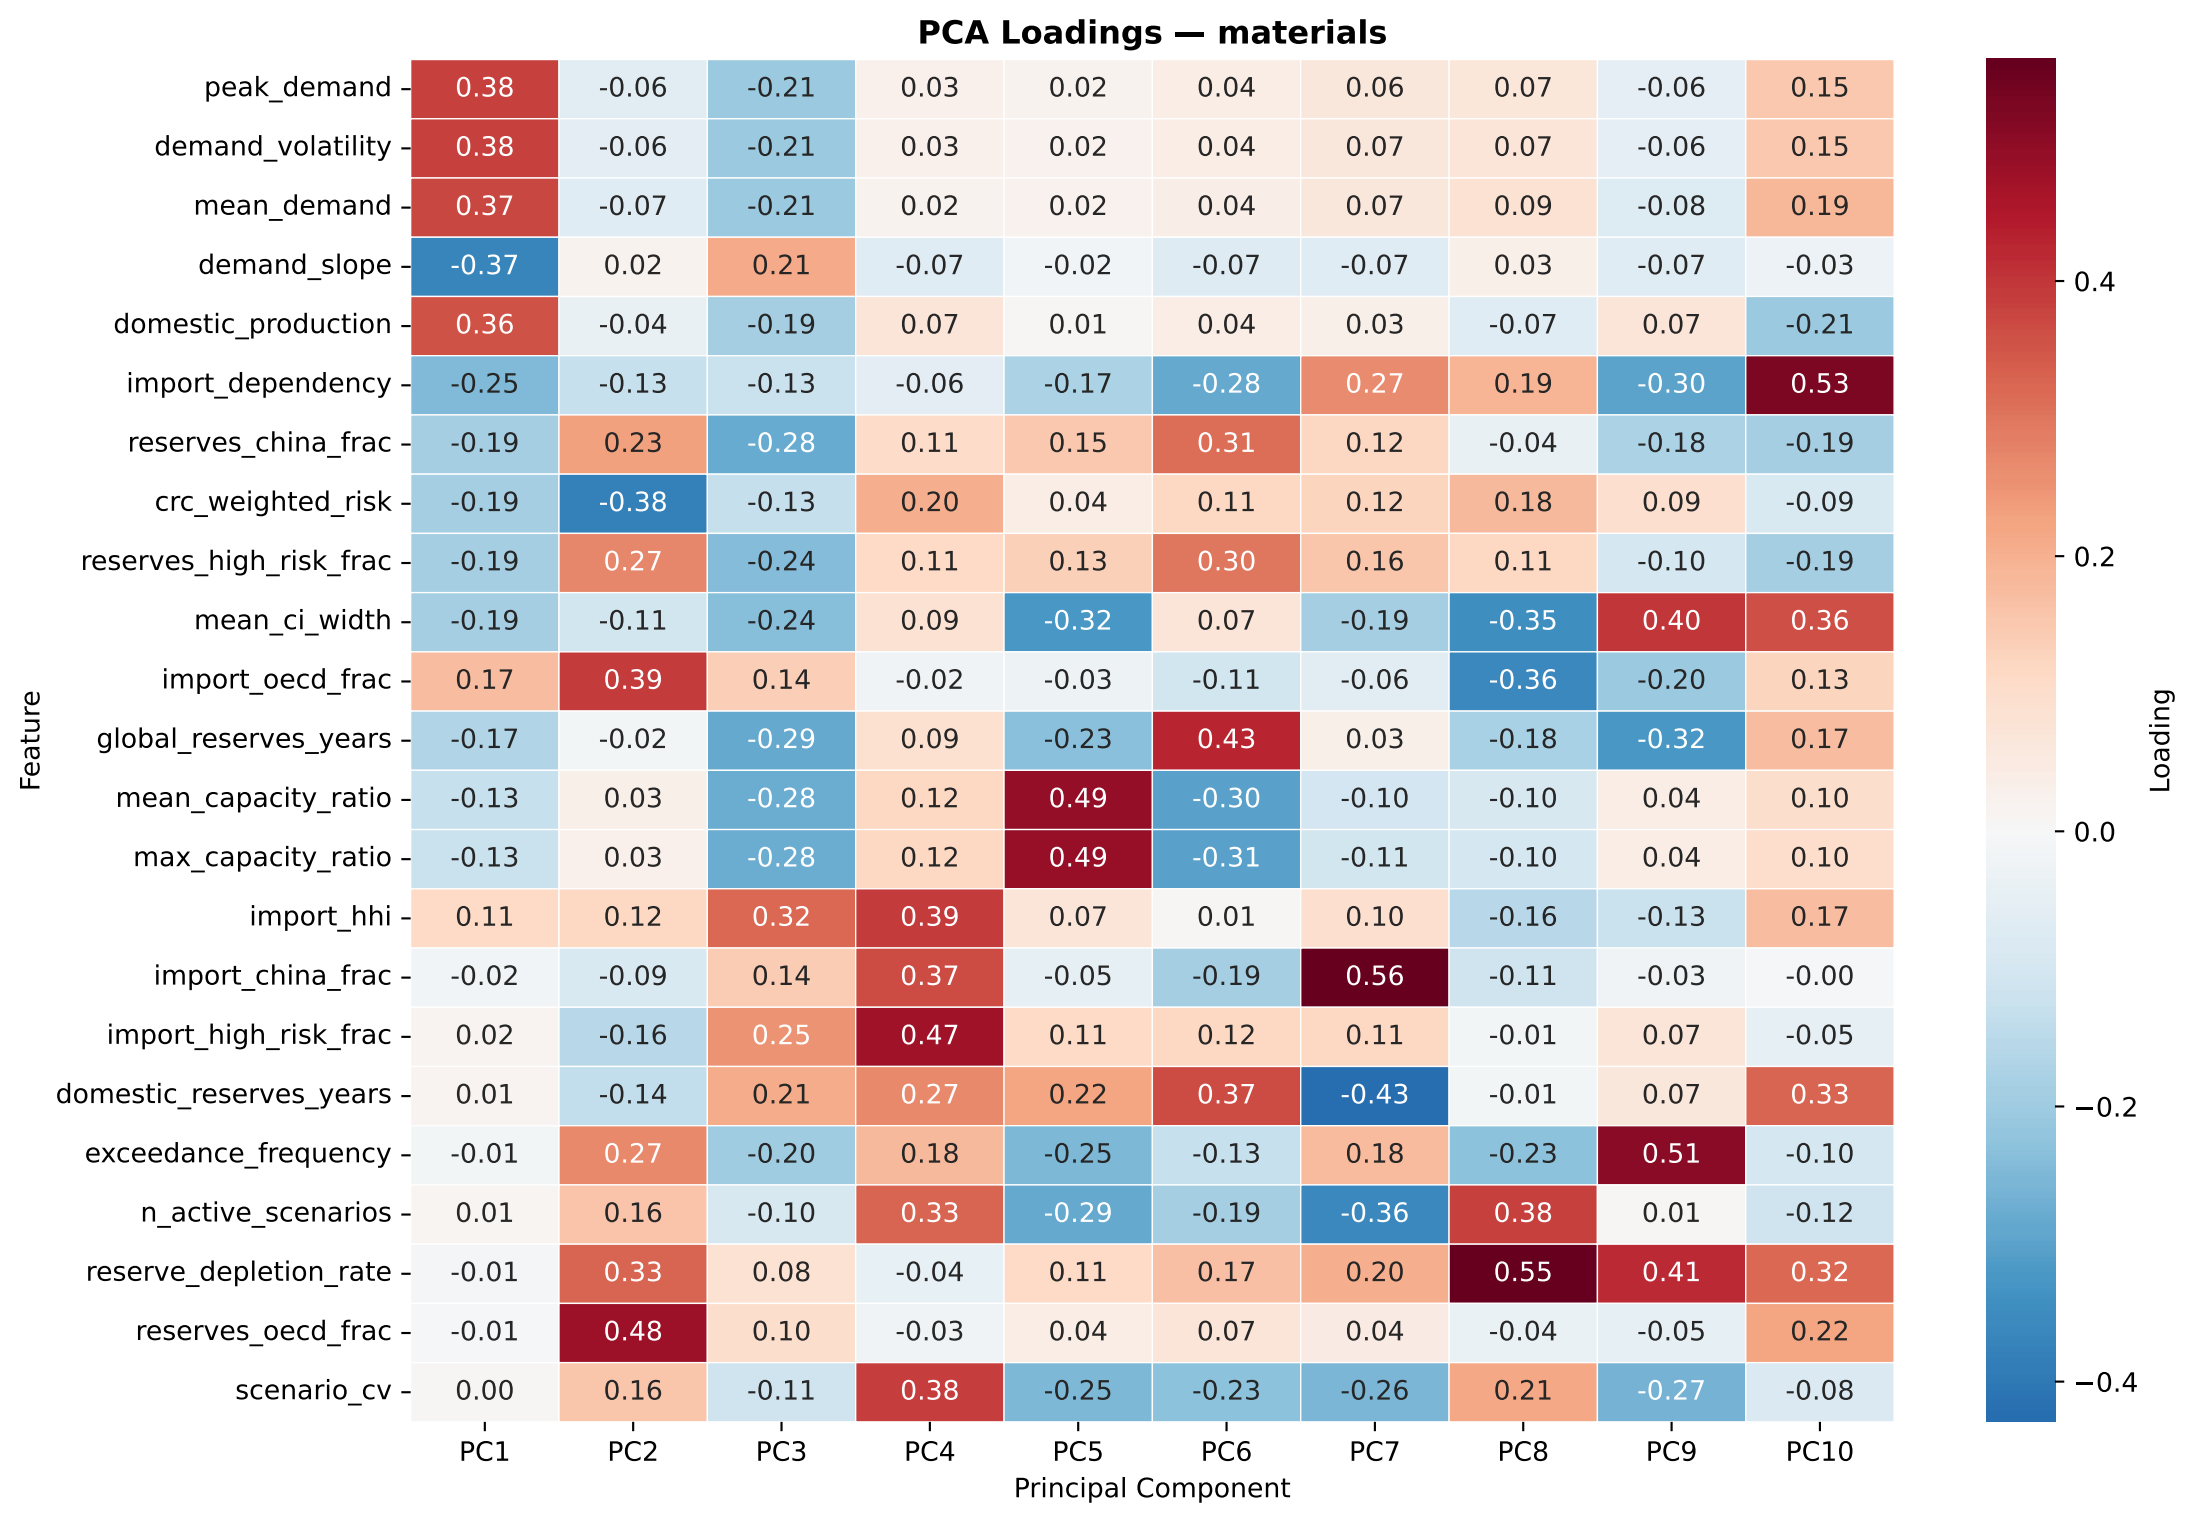 PCA Loadings — materials
peak_demand 0.38 -0.06 -0.21 0.03 0.02 0.04 0.06 0.07 -0.06 0.15
demand_volatility 0.38 -0.06 -0.21 0.03 0.02 0.04 0.07 0.07 -0.06 0.15
mean_demand 0.37 -0.07 -0.21 0.02 0.02 0.04 0.07 0.09 -0.08 0.19
demand_slope -0.37 0.02 0.21 -0.07 -0.02 -0.07 -0.07 0.03 -0.07 -0.03
domestic_production 0.36 -0.04 -0.19 0.07 0.01 0.04 0.03 -0.07 0.07 -0.21
import_dependency -0.25 -0.13 -0.13 -0.06 -0.17 -0.28 0.27 0.19 -0.30 0.53
reserves_china_frac -0.19 0.23 -0.28 0.11 0.15 0.31 0.12 -0.04 -0.18 -0.19
crc_weighted_risk -0.19 -0.38 -0.13 0.20 0.04 0.11 0.12 0.18 0.09 -0.09
reserves_high_risk_frac -0.19 0.27 -0.24 0.11 0.13 0.30 0.16 0.11 -0.10 -0.19
mean_ci_width -0.19 -0.11 -0.24 0.09 -0.32 0.07 -0.19 -0.35 0.40 0.36
import_oecd_frac 0.17 0.39 0.14 -0.02 -0.03 -0.11 -0.06 -0.36 -0.20 0.13
global_reserves_years -0.17 -0.02 -0.29 0.09 -0.23 0.43 0.03 -0.18 -0.32 0.17
mean_capacity_ratio -0.13 0.03 -0.28 0.12 0.49 -0.30 -0.10 -0.10 0.04 0.10
max_capacity_ratio -0.13 0.03 -0.28 0.12 0.49 -0.31 -0.11 -0.10 0.04 0.10
import_hhi 0.11 0.12 0.32 0.39 0.07 0.01 0.10 -0.16 -0.13 0.17
import_china_frac -0.02 -0.09 0.14 0.37 -0.05 -0.19 0.56 -0.11 -0.03 -0.00
import_high_risk_frac 0.02 -0.16 0.25 0.47 0.11 0.12 0.11 -0.01 0.07 -0.05
domestic_reserves_years 0.01 -0.14 0.21 0.27 0.22 0.37 -0.43 -0.01 0.07 0.33
exceedance_frequency -0.01 0.27 -0.20 0.18 -0.25 -0.13 0.18 -0.23 0.51 -0.10
n_active_scenarios 0.01 0.16 -0.10 0.33 -0.29 -0.19 -0.36 0.38 0.01 -0.12
reserve_depletion_rate -0.01 0.33 0.08 -0.04 0.11 0.17 0.20 0.55 0.41 0.32
reserves_oecd_frac -0.01 0.48 0.10 -0.03 0.04 0.07 0.04 -0.04 -0.05 0.22
scenario_cv 0.00 0.16 -0.11 0.38 -0.25 -0.23 -0.26 0.21 -0.27 -0.08
PC1 PC2 PC3 PC4 PC5 PC6 PC7 PC8 PC9 PC10
Principal Component
Feature
0.4
0.2
0.0
−0.2
−0.4
Loading